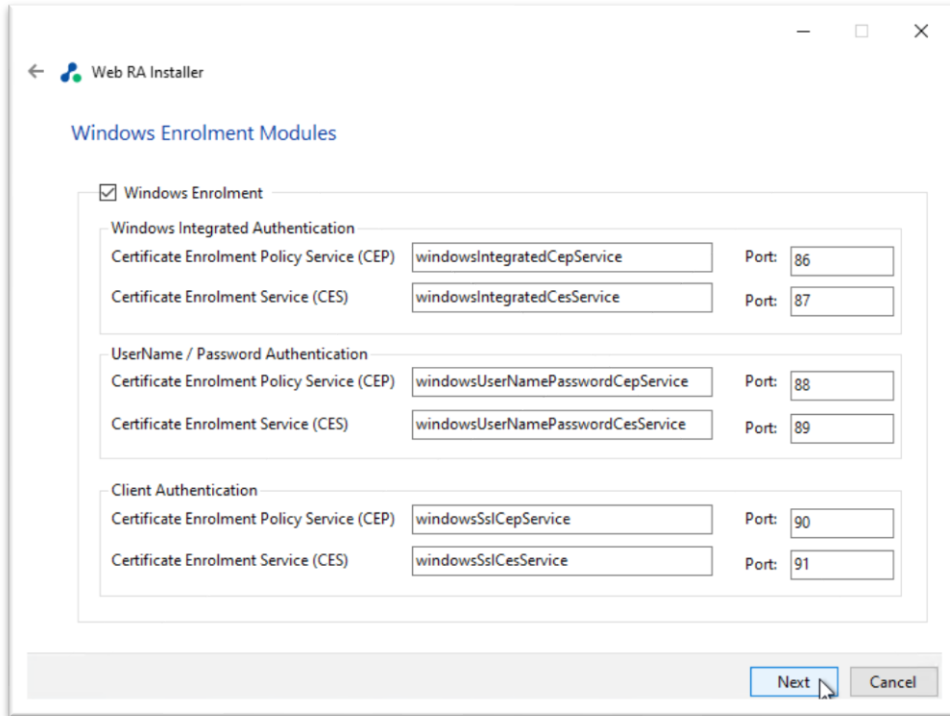 Web RA Installer
Windows Enrolment Modules
Windows Enrolment
Windows Integrated Authentication
Certificate Enrolment Policy Service (CEP) windowsIntegratedCepService Port: 86
Certificate Enrolment Service (CES) windowsIntegratedCesService Port: 87
UserName / Password Authentication
Certificate Enrolment Policy Service (CEP) windowsUserNamePasswordCepService Port: 88
Certificate Enrolment Service (CES) windowsUserNamePasswordCesService Port: 89
Client Authentication
Certificate Enrolment Policy Service (CEP) windowsSslCepService Port: 90
Certificate Enrolment Service (CES) windowsSslCesService Port: 91
Next Cancel